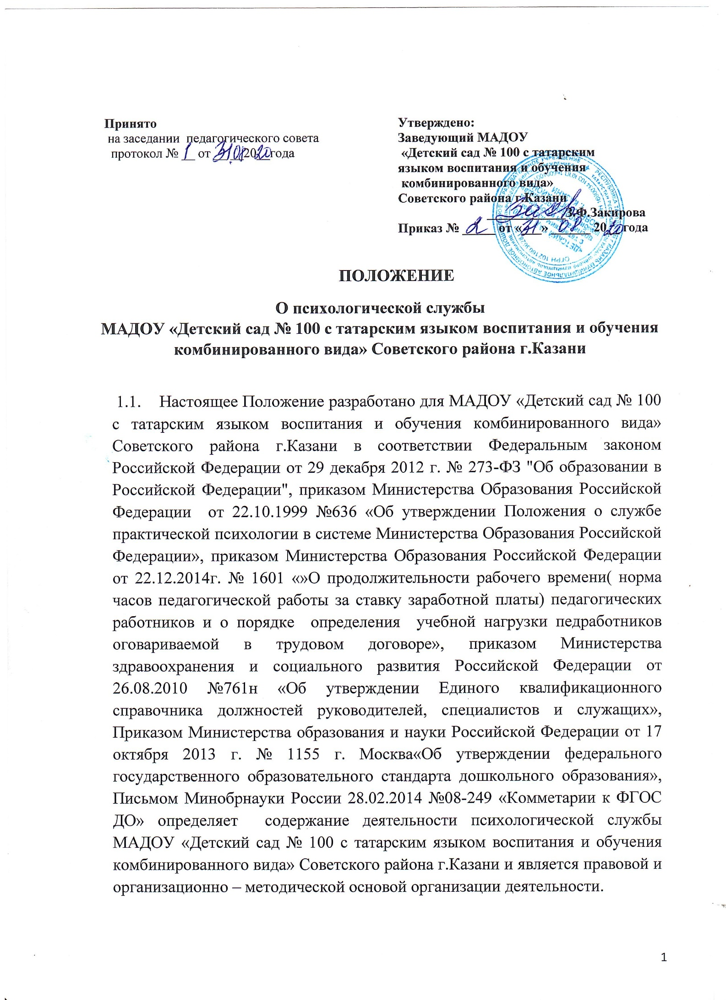 Принято
на заседании педагогического совета
протокол № 1 от 31.08 2020 года
Утверждено:
Заведующий МАДОУ
«Детский сад № 100 с татарским
языком воспитания и обучения
комбинированного вида»
Советского района г.Казани
З.Ф.Закирова
Приказ № 2 от «31» 08 2020 года
ПОЛОЖЕНИЕ
О психологической службы
МАДОУ «Детский сад № 100 с татарским языком воспитания и обучения
комбинированного вида» Советского района г.Казани
1.1. Настоящее Положение разработано для МАДОУ «Детский сад № 100
с татарским языком воспитания и обучения комбинированного вида»
Советского района г.Казани в соответствии Федеральным законом
Российской Федерации от 29 декабря 2012 г. № 273-ФЗ "Об образовании в
Российской Федерации", приказом Министерства Образования Российской
Федерации от 22.10.1999 №636 «Об утверждении Положения о службе
практической психологии в системе Министерства Образования Российской
Федерации», приказом Министерства Образования Российской Федерации
от 22.12.2014г. № 1601 «»О продолжительности рабочего времени( норма
часов педагогической работы за ставку заработной платы) педагогических
работников и о порядке определения учебной нагрузки педработников
оговариваемой в трудовом договоре», приказом Министерства
здравоохранения и социального развития Российской Федерации от
26.08.2010 №761н «Об утверждении Единого квалификационного
справочника должностей руководителей, специалистов и служащих»,
Приказом Министерства образования и науки Российской Федерации от 17
октября 2013 г. № 1155 г. Москва«Об утверждении федерального
государственного образовательного стандарта дошкольного образования»,
Письмом Минобрнауки России 28.02.2014 №08-249 «Комметарии к ФГОС
ДО» определяет содержание деятельности психологической службы
МАДОУ «Детский сад № 100 с татарским языком воспитания и обучения
комбинированного вида» Советского района г.Казани и является правовой и
организационно – методической основой организации деятельности.
1